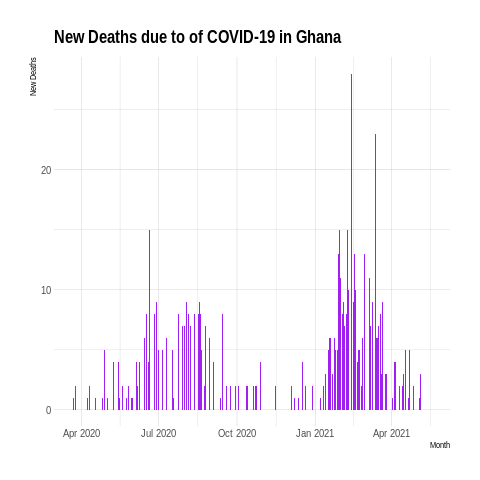 New Deaths due to of COVID-19 in Ghana
New Deaths
20
10
0
Apr 2020 Jul 2020 Oct 2020 Jan 2021 Apr 2021
Month